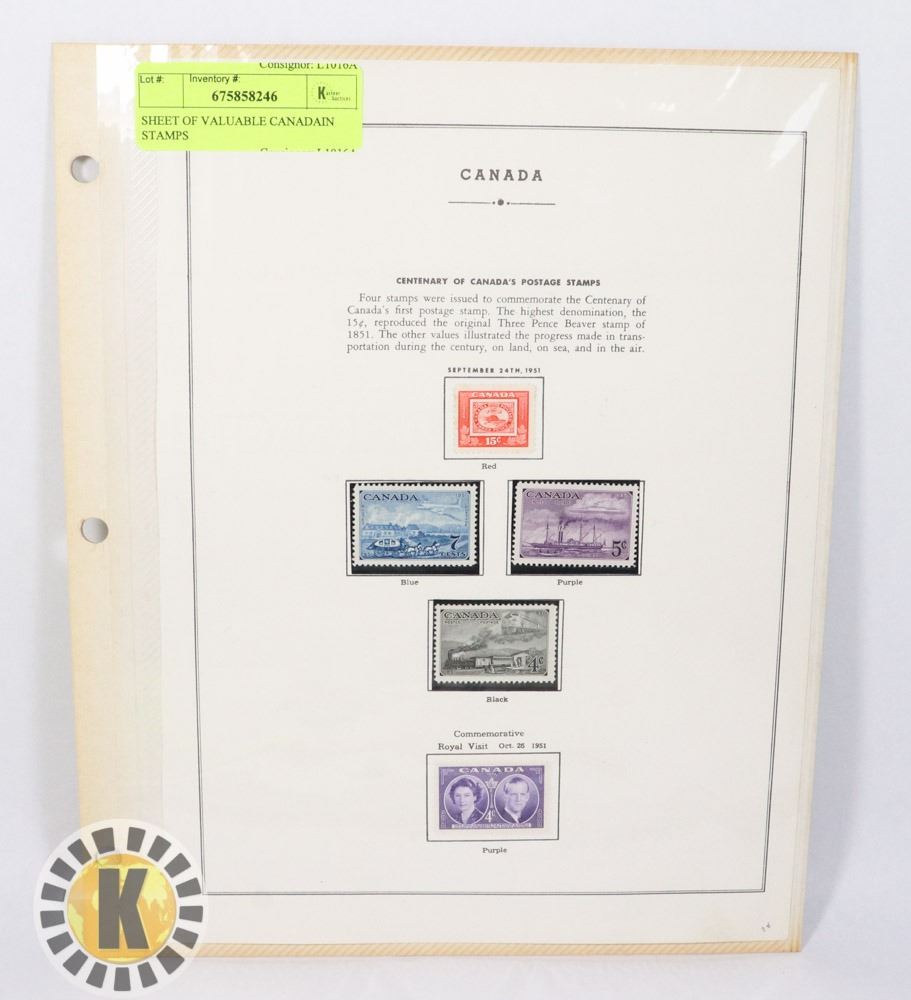 Consignor: L1016A
Lot #:
Inventory #:
675858246
K
SHEET OF VALUABLE CANADAIN
STAMPS
CANADA
CENTENARY OF CANADA'S POSTAGE STAMPS
Four stamps were issued to commemorate the Centenary of
Canada's first postage stamp. The highest denomination, the
15¢, reproduced the original Three Pence Beaver stamp of
1851. The other values illustrated the progress made in trans-
portation during the century, on land, on sea, and in the air.
SEPTEMBER 24TH, 1951
CANADA
15¢
Red
CANADA
7
CENTS
Blue
CANADA
5¢
Purple
CANADA
POSTES POSTAGE
4¢
Black
Commemorative
Royal Visit Oct. 26 1951
CANADA
4¢
Purple
K